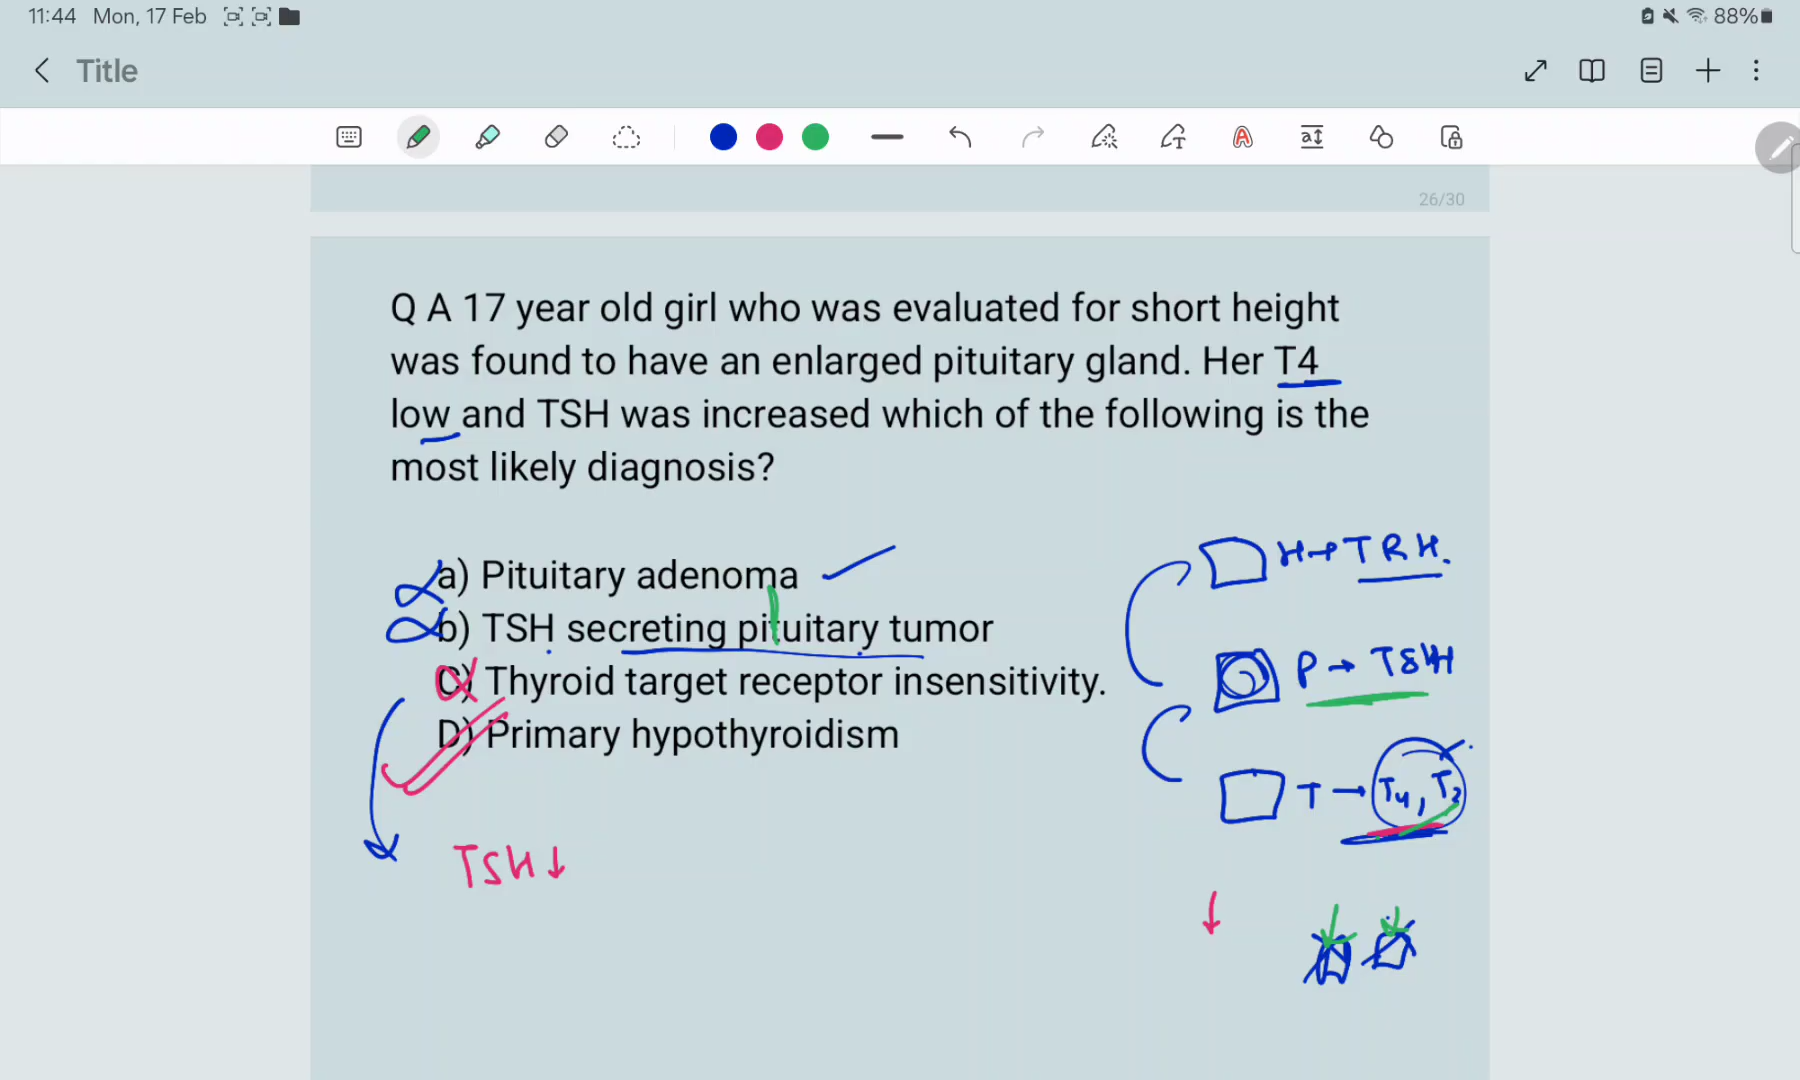 11:44 Mon, 17 Feb 88%
Title
26/30
Q A 17 year old girl who was evaluated for short height
was found to have an enlarged pituitary gland. Her T4
low and TSH was increased which of the following is the
most likely diagnosis?
a) Pituitary adenoma
b) TSH secreting pituitary tumor
C) Thyroid target receptor insensitivity.
D) Primary hypothyroidism
H→TRH.
P→TSH
T→T4, T3
TSH↓
↓